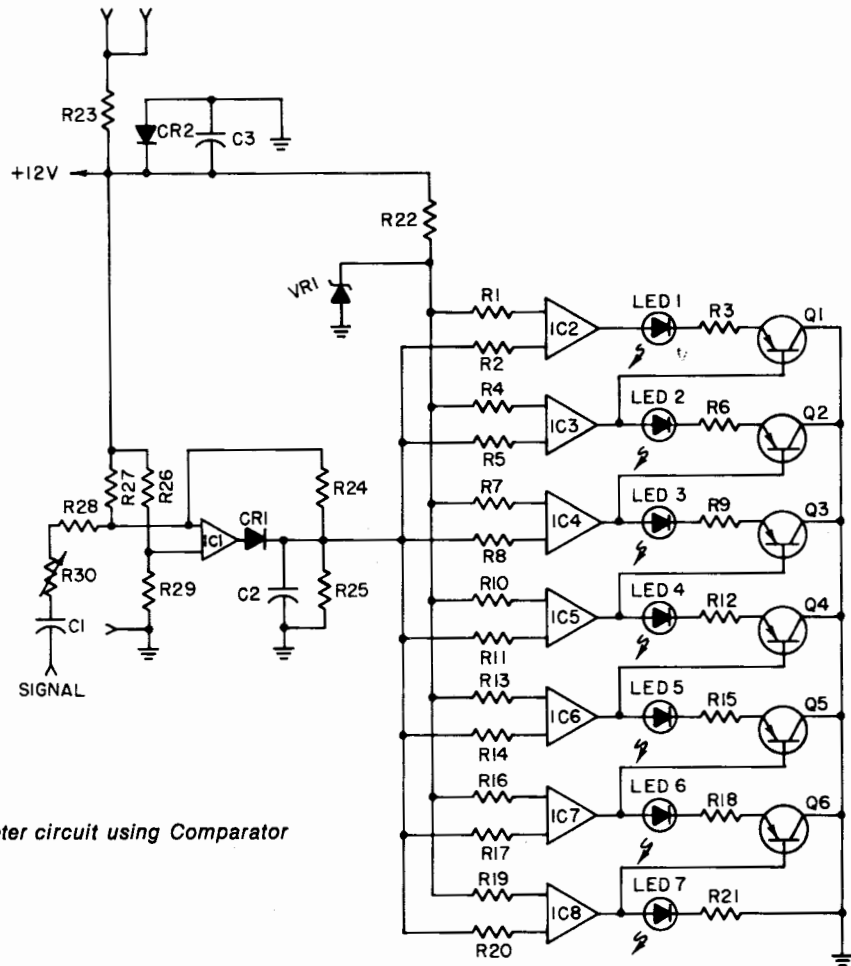 R23
CR2
C3
+12V
R22
VR1
R1
IC2
LED 1
R3
Q1
R2
R4
IC3
LED 2
R6
Q2
R5
R7
IC4
LED 3
R9
Q3
R8
R10
IC5
LED 4
R12
Q4
R11
R13
IC6
LED 5
R15
Q5
R14
R16
IC7
LED 6
R18
Q6
R17
R19
IC8
LED 7
R21
R20
R28
R27
R26
R24
IC1
CR1
R30
R29
C2
R25
C1
SIGNAL
ter circuit using Comparator